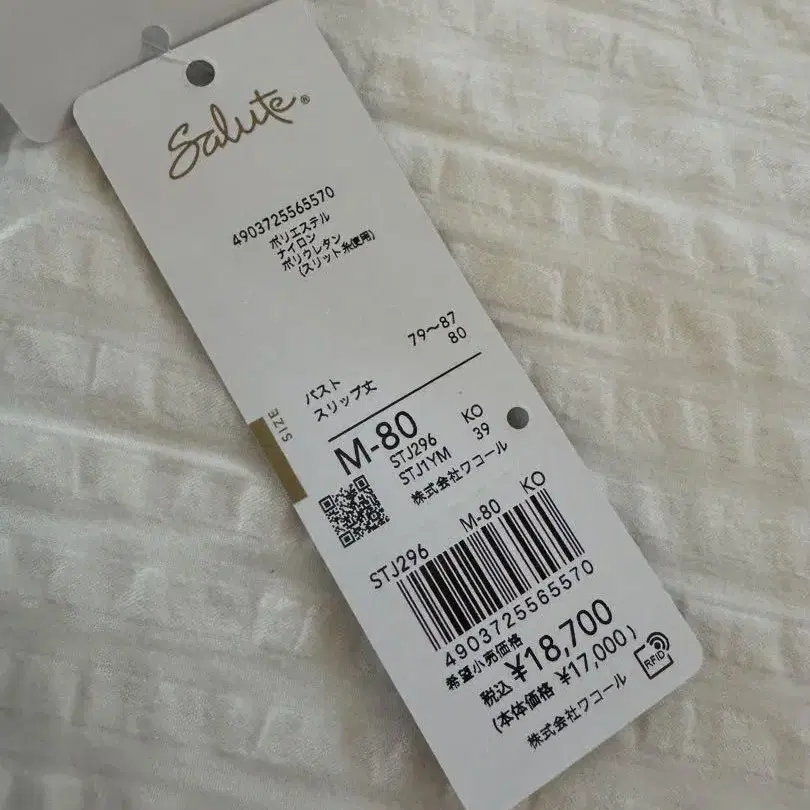 Salute®
4903725565570
ポリエステル
ナイロン
ポリウレタン
(スリット糸使用)
バスト 79〜87
スリップ丈 80
SIZE
M-80
STJ296 KO
STJ1YM 39
株式会社ワコール
STJ296 M-80 KO
4903725565570
希望小売価格
税込 ¥18,700
(本体価格 ¥17,000)
株式会社ワコール
RFID